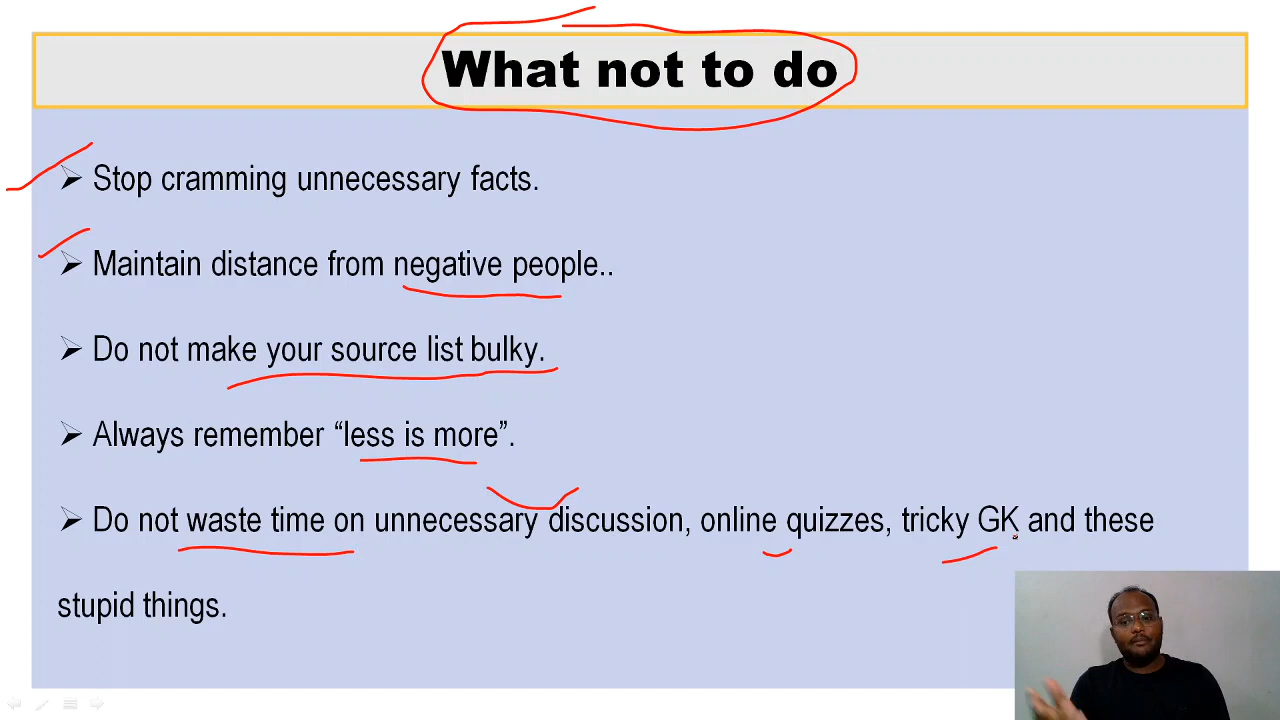 What not to do
Stop cramming unnecessary facts.
Maintain distance from negative people..
Do not make your source list bulky.
Always remember “less is more”.
Do not waste time on unnecessary discussion, online quizzes, tricky GK and these
stupid things.